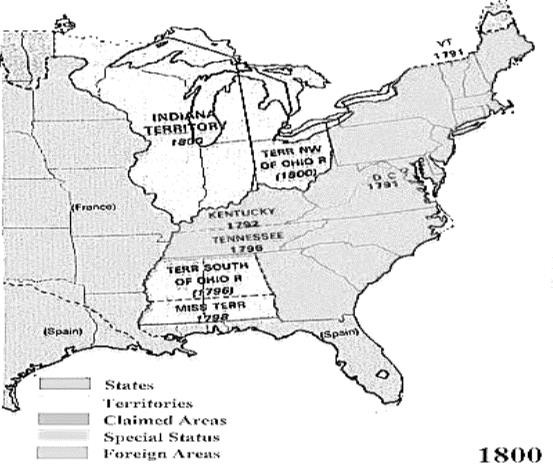 VT
1791
INDIANA
TERRITORY
1800
TERR NW
OF OHIO R
(1800)
D C
1791
(France)
KENTUCKY
1792
TENNESSEE
1796
TERR SOUTH
OF OHIO R
(1796)
MISS TERR
1798
(Spain)
(Spain)
States
Territories
Claimed Areas
Special Status
Foreign Areas
1800